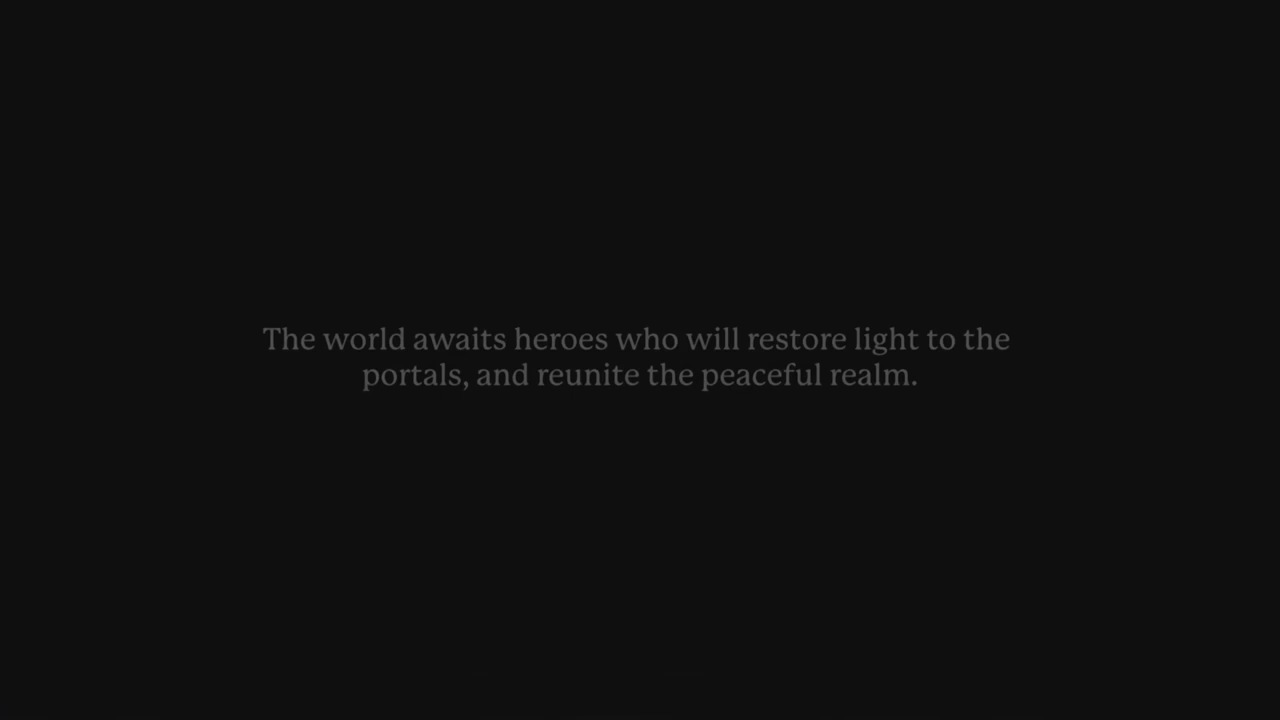 The world awaits heroes who will restore light to the
portals, and reunite the peaceful realm.